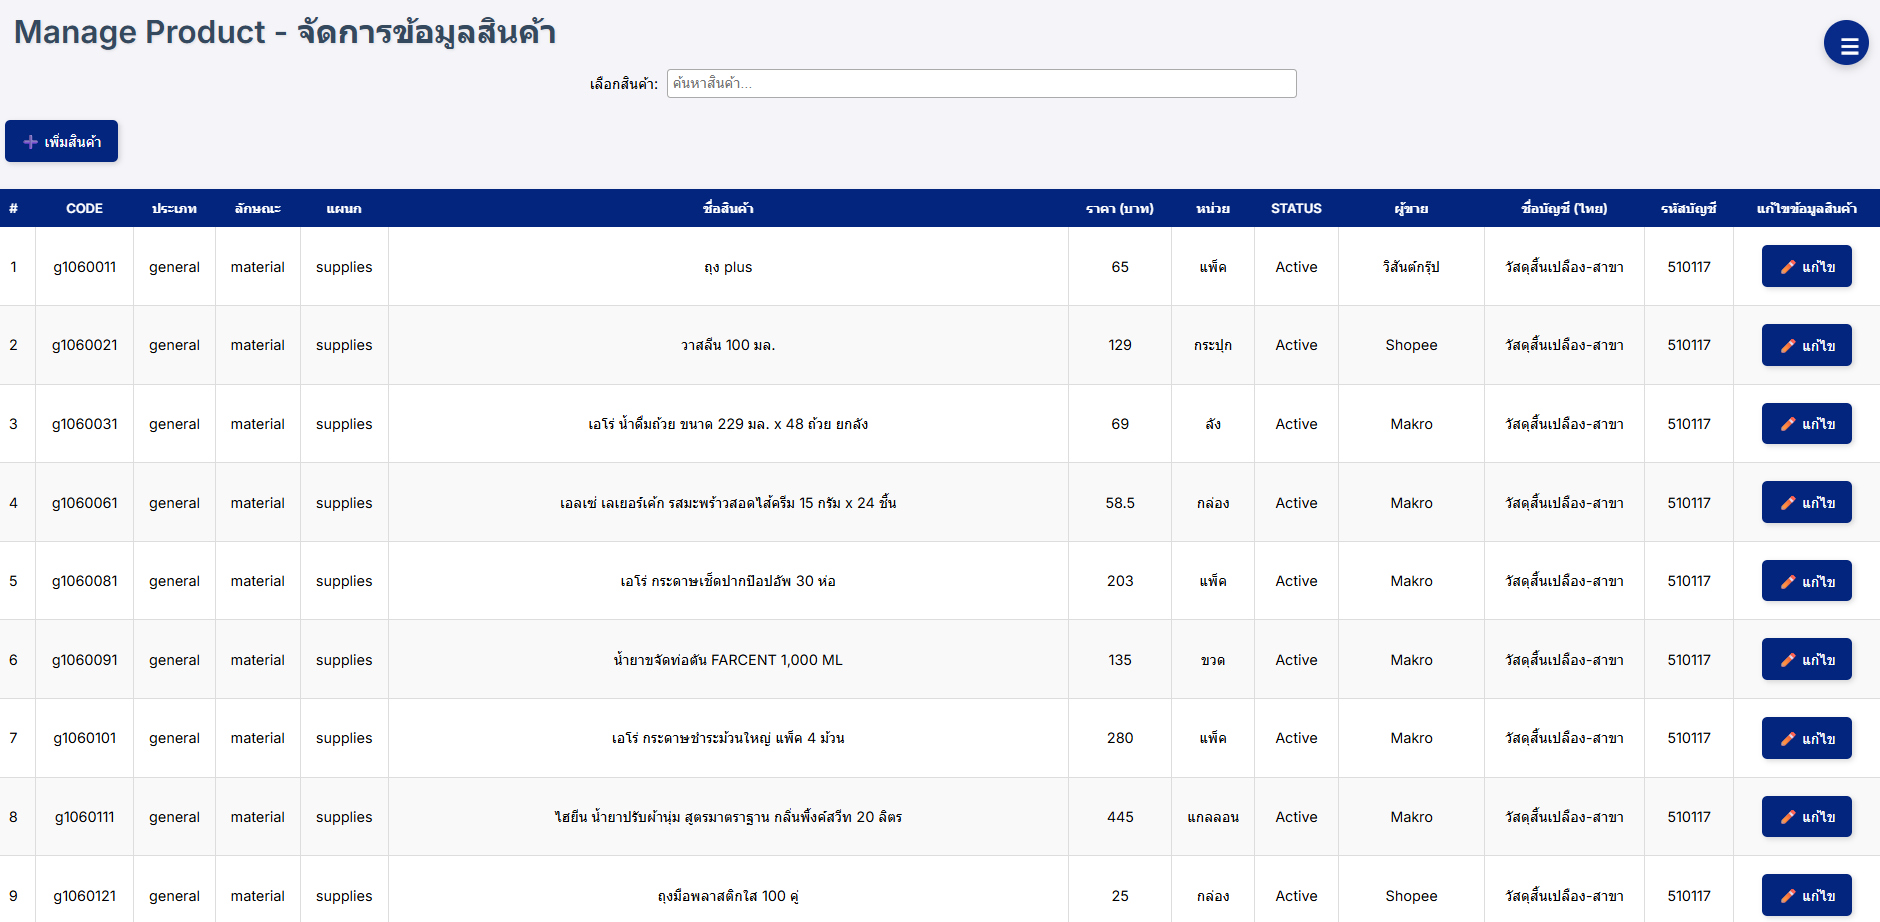 Manage Product - จัดการข้อมูลสินค้า
เลือกสินค้า: ค้นหาสินค้า...
เพิ่มสินค้า
# CODE ประเภท ลักษณะ แผนก ชื่อสินค้า ราคา (บาท) หน่วย STATUS ผู้ขาย ชื่อบัญชี (ไทย) รหัสบัญชี แก้ไขข้อมูลสินค้า
1 g1060011 general material supplies ถุง plus 65 แพ็ค Active วิสันต์กรุ๊ป วัสดุสิ้นเปลือง-สาขา 510117 แก้ไข
2 g1060021 general material supplies วาสลีน 100 มล. 129 กระปุก Active Shopee วัสดุสิ้นเปลือง-สาขา 510117 แก้ไข
3 g1060031 general material supplies เอโร่ น้ำดื่มถ้วย ขนาด 229 มล. x 48 ถ้วย ยกลัง 69 ลัง Active Makro วัสดุสิ้นเปลือง-สาขา 510117 แก้ไข
4 g1060061 general material supplies เอลเซ่ เลเยอร์เค้ก รสมะพร้าวสอดไส้ครีม 15 กรัม x 24 ชิ้น 58.5 กล่อง Active Makro วัสดุสิ้นเปลือง-สาขา 510117 แก้ไข
5 g1060081 general material supplies เอโร่ กระดาษเช็ดปากป๊อปอัพ 30 ห่อ 203 แพ็ค Active Makro วัสดุสิ้นเปลือง-สาขา 510117 แก้ไข
6 g1060091 general material supplies น้ำยาขจัดท่อตัน FARCENT 1,000 ML 135 ขวด Active Makro วัสดุสิ้นเปลือง-สาขา 510117 แก้ไข
7 g1060101 general material supplies เอโร่ กระดาษชำระม้วนใหญ่ แพ็ค 4 ม้วน 280 แพ็ค Active Makro วัสดุสิ้นเปลือง-สาขา 510117 แก้ไข
8 g1060111 general material supplies ไฮยีน น้ำยาปรับผ้านุ่ม สูตรมาตราฐาน กลิ่นพิ้งค์สวีท 20 ลิตร 445 แกลลอน Active Makro วัสดุสิ้นเปลือง-สาขา 510117 แก้ไข
9 g1060121 general material supplies ถุงมือพลาสติกใส 100 คู่ 25 กล่อง Active Shopee วัสดุสิ้นเปลือง-สาขา 510117 แก้ไข